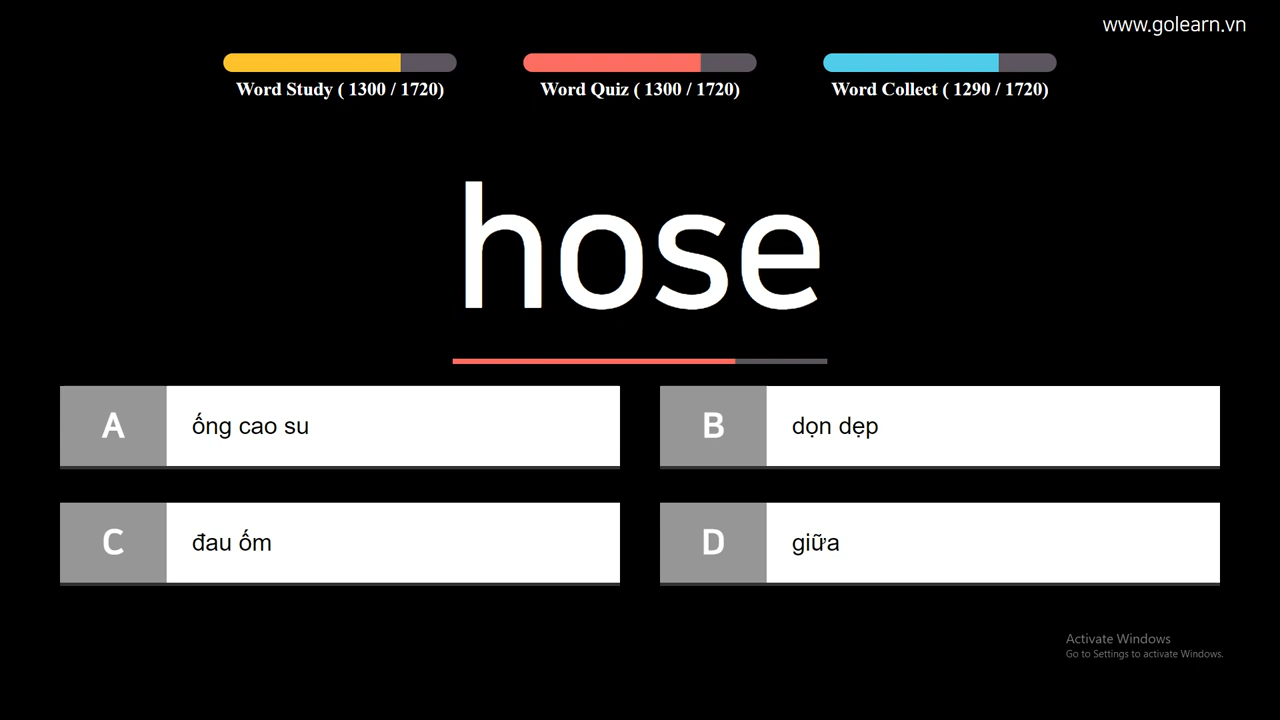 www.golearn.vn
Word Study ( 1300 / 1720)
Word Quiz ( 1300 / 1720)
Word Collect ( 1290 / 1720)
hose
A ống cao su
B dọn dẹp
C đau ốm
D giữa
Activate Windows
Go to Settings to activate Windows.